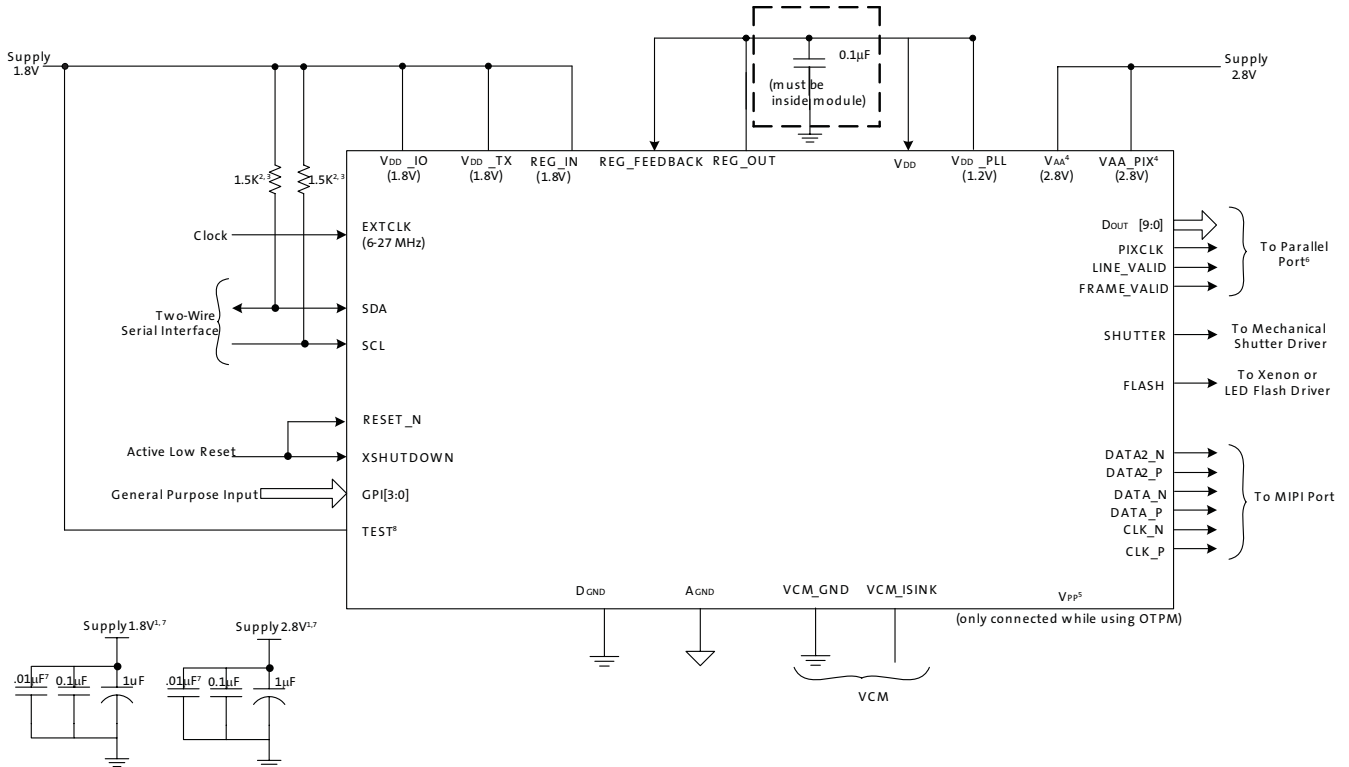 Supply
1.8V
0.1µF
(must be
inside module)
Supply
2.8V
VDD_IO
(1.8V)
VDD_TX
(1.8V)
REG_IN
(1.8V)
REG_FEEDBACK
REG_OUT
VDD
VDD_PLL
(1.2V)
VAA⁴
(2.8V)
VAA_PIX⁴
(2.8V)
1.5K²,³
1.5K²,³
Clock
EXTCLK
(6-27 MHz)
Two-Wire
Serial Interface
SDA
SCL
Active Low Reset
RESET_N
XSHUTDOWN
General Purpose Input
GPI[3:0]
TEST⁸
DOUT [9:0]
PIXCLK
LINE_VALID
FRAME_VALID
To Parallel
Port⁶
SHUTTER
To Mechanical
Shutter Driver
FLASH
To Xenon or
LED Flash Driver
DATA2_N
DATA2_P
DATA_N
DATA_P
CLK_N
CLK_P
To MIPI Port
DGND
AGND
VCM_GND
VCM_ISINK
VPP⁵
(only connected while using OTPM)
VCM
Supply1.8V¹,⁷
.01µF⁷
0.1µF
1uF
Supply2.8V¹,⁷
.01µF⁷
0.1µF
1µF